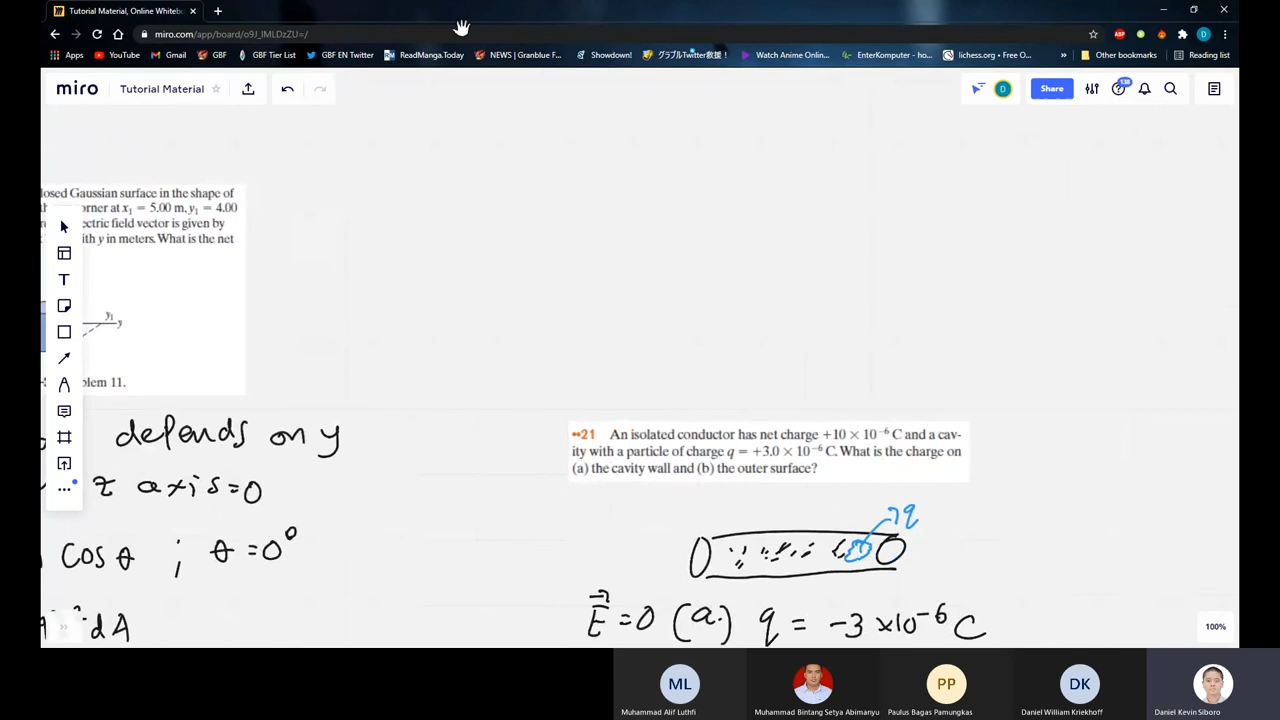 Tutorial Material, Online Whitebo
miro.com/app/board/o9J_lMLDzZU=/
Apps YouTube Gmail GBF GBF Tier List GBF EN Twitter ReadManga.Today NEWS | Granblue F... Showdown! グラブルTwitter救援! Watch Anime Onlin... EnterKomputer - ho... lichess.org • Free O... » Other bookmarks Reading list
miro Tutorial Material Share 138
losed Gaussian surface in the shape of
orner at x₁ = 5.00 m, y₁ = 4.00
ectric field vector is given by
with y in meters. What is the net
y₁
y
blem 11.
depends on y
z axis=0
Cos θ ; θ = 0°
dA
••21 An isolated conductor has net charge +10 × 10⁻⁶ C and a cav-
ity with a particle of charge q = +3.0 × 10⁻⁶ C. What is the charge on
(a) the cavity wall and (b) the outer surface?
q
E = 0 (a.) q = -3 ×10⁻⁶ C
100%
ML PP DK
Muhammad Alif Luthfi Muhammad Bintang Setya Abimanyu Paulus Bagas Pamungkas Daniel William Kriekhoff Daniel Kevin Siboro